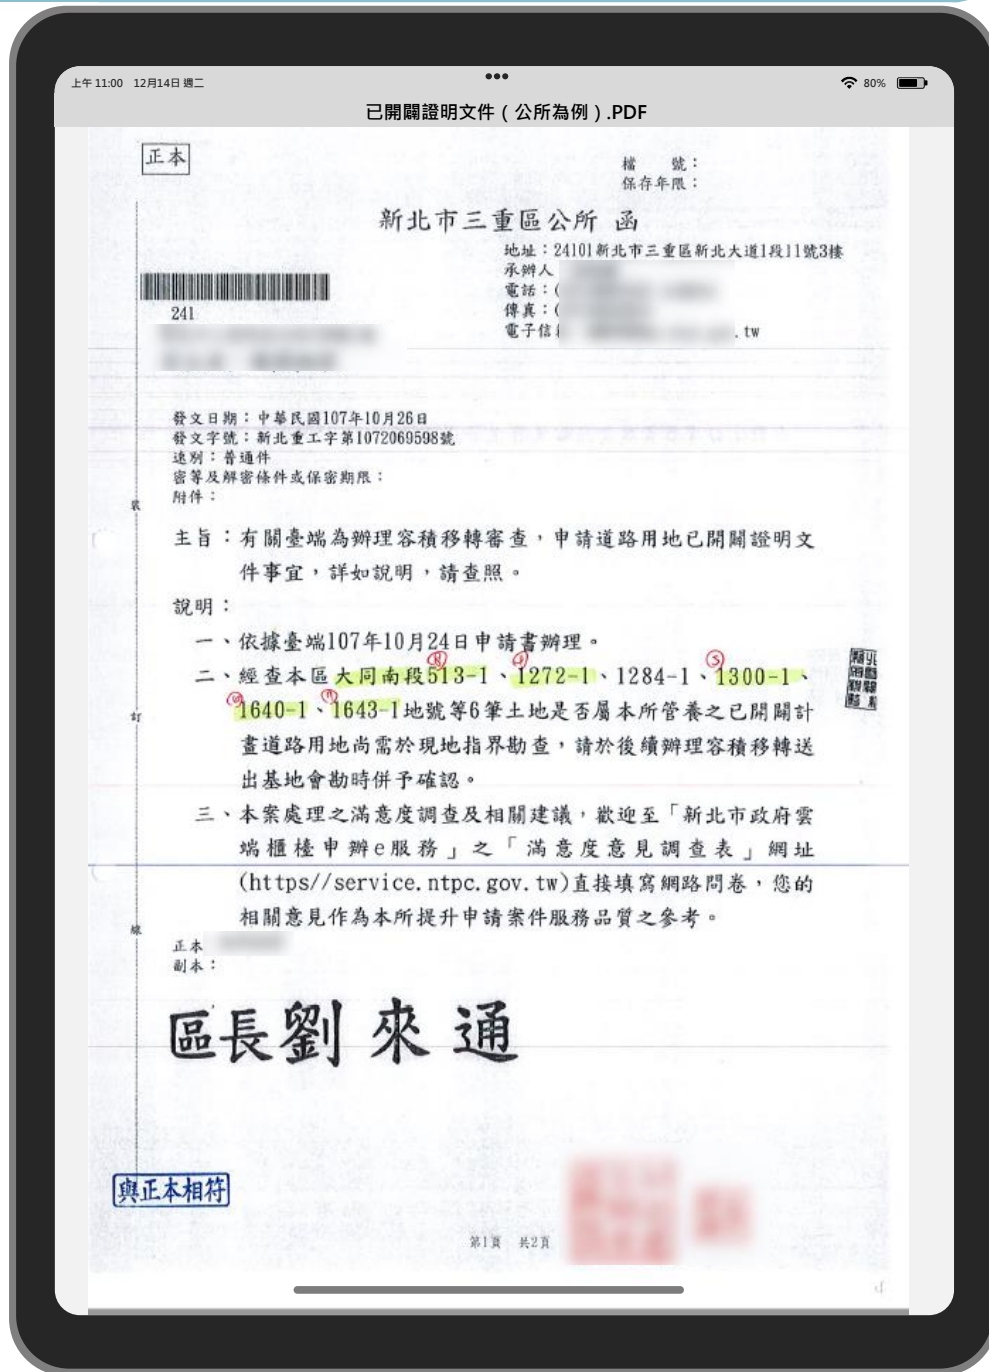 上午 11:00 12月14日 週二
80%
已開闢證明文件（公所為例）.PDF
正本
檔　　號：
保存年限：
新北市三重區公所 函
地址：24101新北市三重區新北大道1段11號3樓
承辦人
電話：(
傳真：(
電子信
.tw
241
發文日期：中華民國107年10月26日
發文字號：新北重工字第1072069598號
速別：普通件
密等及解密條件或保密期限：
附件：
裝
主旨：有關臺端為辦理容積移轉審查，申請道路用地已開闢證明文
件事宜，詳如說明，請查照。
說明：
一、依據臺端107年10月24日申請書辦理。
二、經查本區大同南段513-1、1272-1、1284-1、1300-1、
1640-1、1643-1地號等6筆土地是否屬本所管養之已開闢計
訂
畫道路用地尚需於現地指界勘查，請於後續辦理容積移轉送
出基地會勘時併予確認。
三、本案處理之滿意度調查及相關建議，歡迎至「新北市政府雲
端櫃檯申辦e服務」之「滿意度意見調查表」網址
(https//service.ntpc.gov.tw)直接填寫網路問卷，您的
相關意見作為本所提升申請案件服務品質之參考。
線
正本
副本：
區長劉來通
與正本相符
第1頁　共2頁